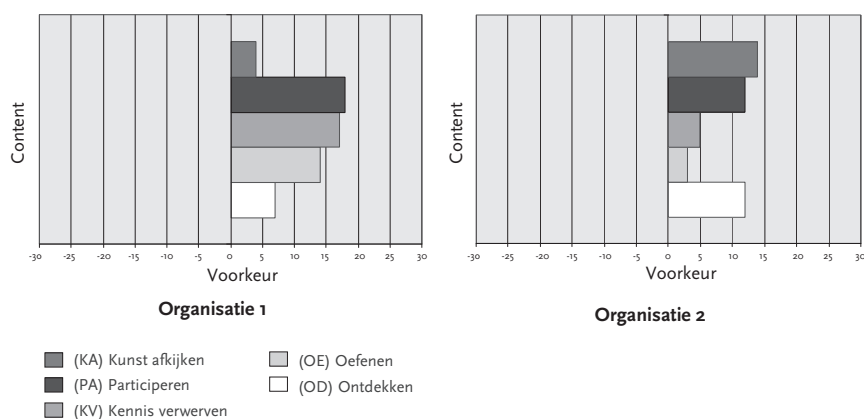 Content
-30 -25 -20 -15 -10 -5 0 5 10 15 20 25 30
Voorkeur
Organisatie 1
Content
-30 -25 -20 -15 -10 -5 0 5 10 15 20 25 30
Voorkeur
Organisatie 2
(KA) Kunst afkijken
(PA) Participeren
(KV) Kennis verwerven
(OE) Oefenen
(OD) Ontdekken